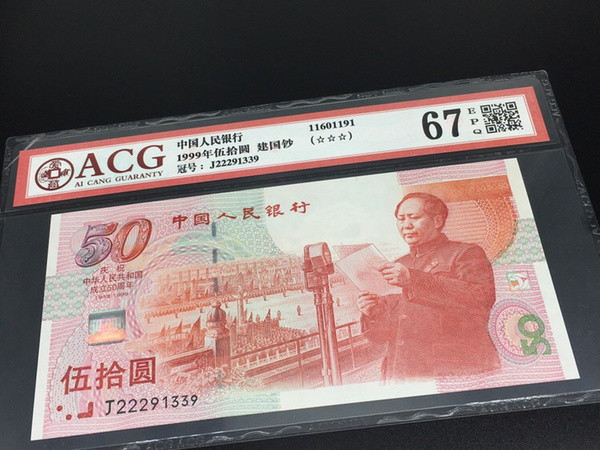 ACG
AI CANG GUARANTY
中国人民银行
1999年伍拾圆 建国钞
冠号：J22291339
11601191
(☆☆☆)
67
EPQ
50
中国人民银行
庆祝
中华人民共和国
成立50周年
1949-1999
伍拾圆
J22291339
50